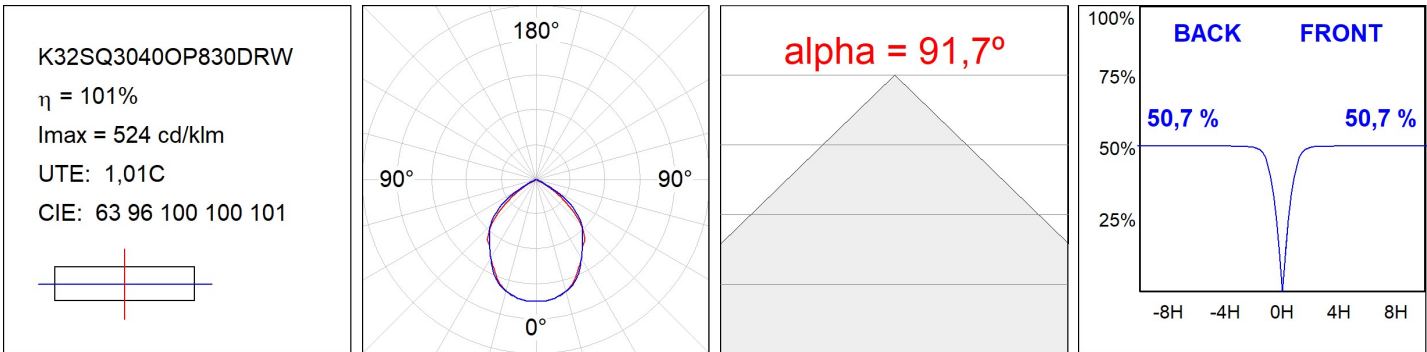 K32SQ3040OP830DRW
η = 101%
Imax = 524 cd/klm
UTE: 1,01C
CIE: 63 96 100 100 101
180°
90° 90°
0°
alpha = 91,7º
100%
BACK FRONT
75%
50,7 % 50,7 %
50%
25%
-8H -4H 0H 4H 8H